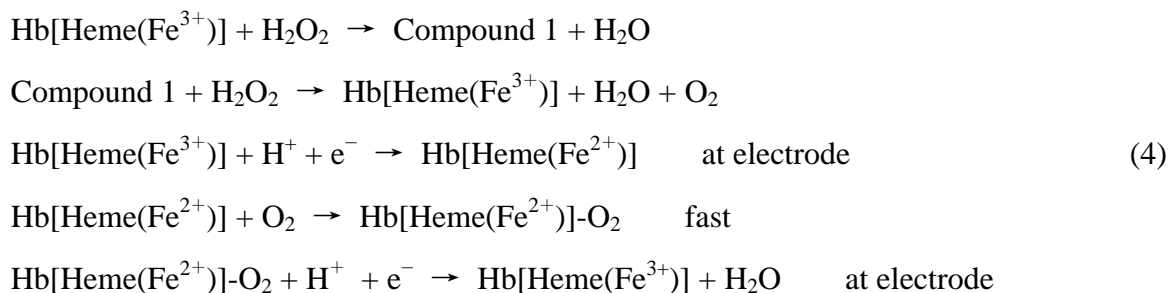 Hb[Heme(Fe³⁺)] + H₂O₂ → Compound 1 + H₂O
Compound 1 + H₂O₂ → Hb[Heme(Fe³⁺)] + H₂O + O₂
Hb[Heme(Fe³⁺)] + H⁺ + e⁻ → Hb[Heme(Fe²⁺)] at electrode (4)
Hb[Heme(Fe²⁺)] + O₂ → Hb[Heme(Fe²⁺)]-O₂ fast
Hb[Heme(Fe²⁺)]-O₂ + H⁺ + e⁻ → Hb[Heme(Fe³⁺)] + H₂O at electrode